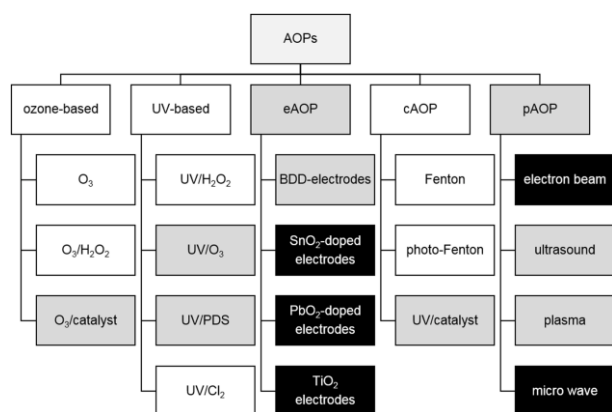 AOPs
ozone-based
UV-based
eAOP
cAOP
pAOP
O₃
UV/H₂O₂
BDD-electrodes
Fenton
electron beam
O₃/H₂O₂
UV/O₃
SnO₂-doped
electrodes
photo-Fenton
ultrasound
O₃/catalyst
UV/PDS
PbO₂-doped
electrodes
UV/catalyst
plasma
UV/Cl₂
TiO₂
electrodes
micro wave